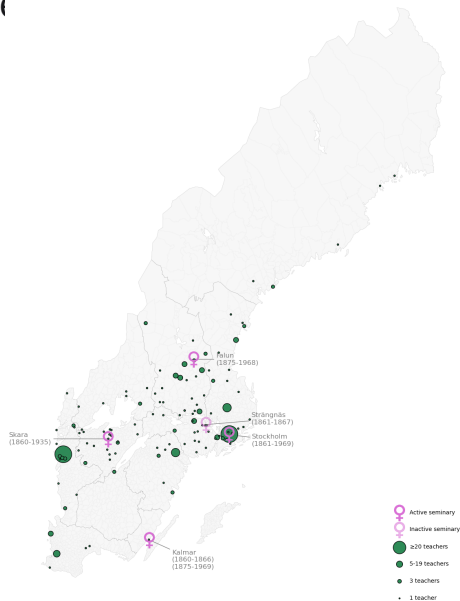 Falun
(1875-1968)
Strängnäs
(1861-1867)
Skara
(1860-1935)
Stockholm
(1861-1969)
Kalmar
(1860-1866)
(1875-1969)
Active seminary
Inactive seminary
≥20 teachers
5-19 teachers
3 teachers
1 teacher